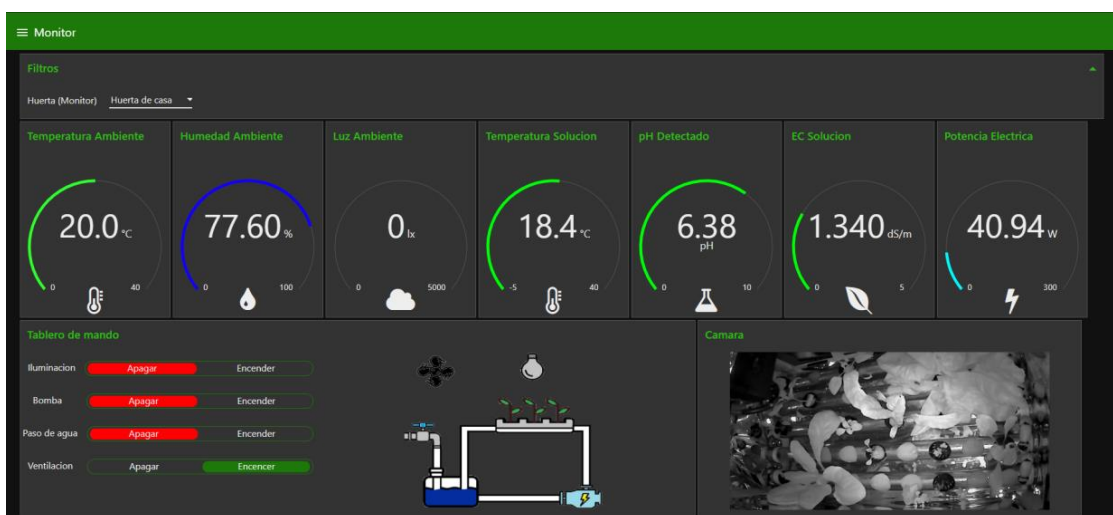 Monitor
Filtros
Huerta (Monitor) Huerta de casa
Temperatura Ambiente
20.0 °C
0 40
Humedad Ambiente
77.60 %
0 100
Luz Ambiente
0 lx
0 5000
Temperatura Solucion
18.4 °C
-5 40
pH Detectado
6.38
pH
0 10
EC Solucion
1.340 dS/m
0 5
Potencia Electrica
40.94 W
0 300
Tablero de mando
Iluminacion Apagar Encender
Bomba Apagar Encender
Paso de agua Apagar Encender
Ventilacion Apagar Encencer
Camara